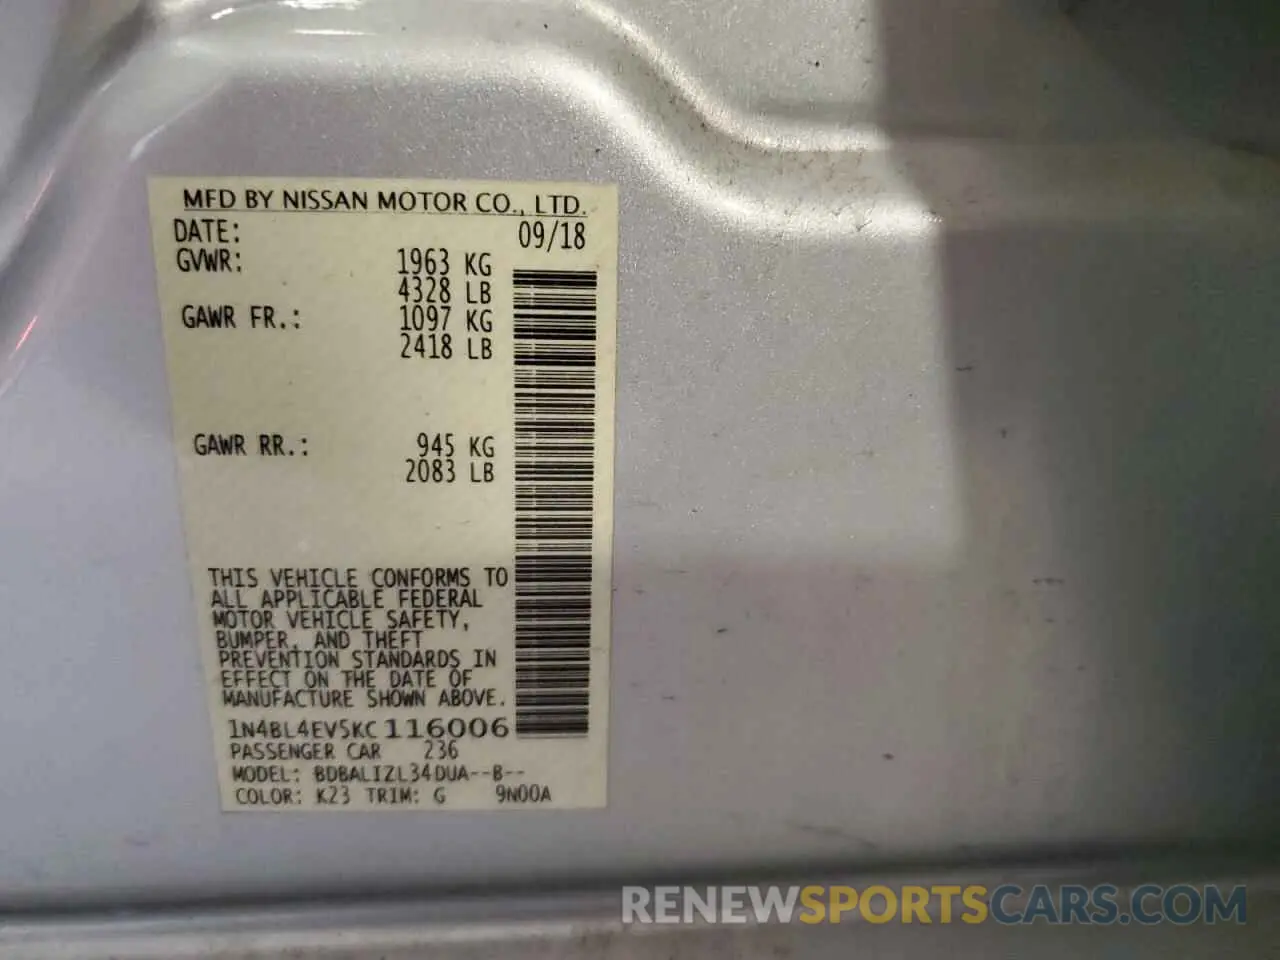 MFD BY NISSAN MOTOR CO., LTD.
DATE: 09/18
GVWR: 1963 KG
4328 LB
GAWR FR.: 1097 KG
2418 LB
GAWR RR.: 945 KG
2083 LB
THIS VEHICLE CONFORMS TO
ALL APPLICABLE FEDERAL
MOTOR VEHICLE SAFETY,
BUMPER, AND THEFT
PREVENTION STANDARDS IN
EFFECT ON THE DATE OF
MANUFACTURE SHOWN ABOVE.
1N4BL4EV5KC116006
PASSENGER CAR 236
MODEL: BDBALIZL34DUA--B--
COLOR: K23 TRIM: G 9N00A
RENEWSPORTSCARS.COM